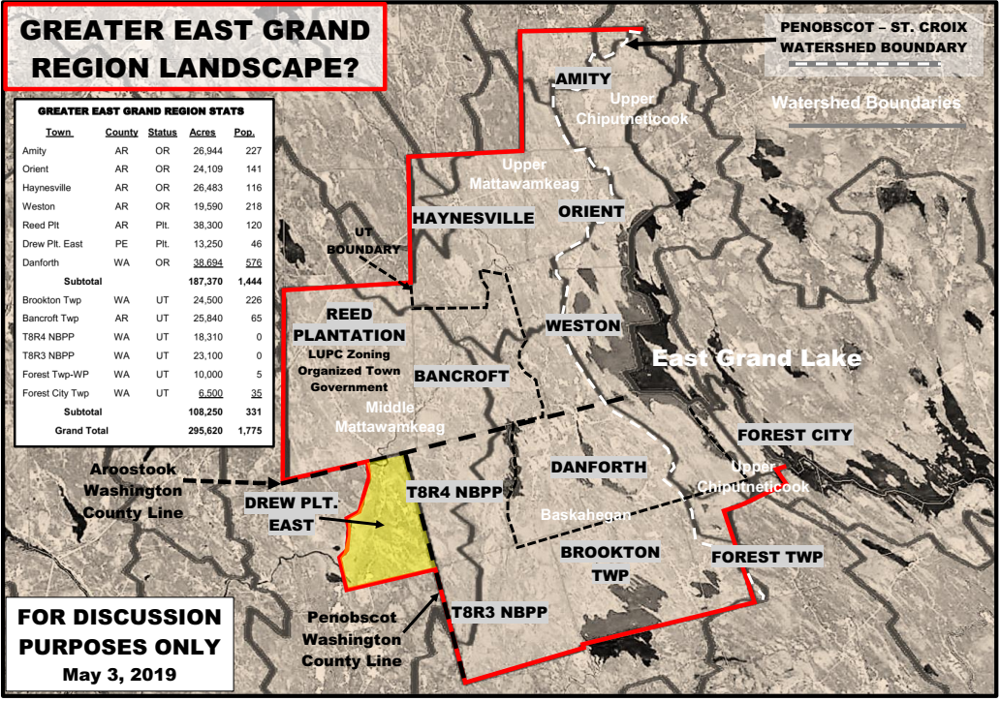 GREATER EAST GRAND
REGION LANDSCAPE?
GREATER EAST GRAND REGION STATS
Town County Status Acres Pop.
Amity AR OR 26,944 227
Orient AR OR 24,109 141
Haynesville AR OR 26,483 116
Weston AR OR 19,590 218
Reed Plt AR Plt. 38,300 120
Drew Plt. East PE Plt. 13,250 46
Danforth WA OR 38,694 576
Subtotal 187,370 1,444
Brookton Twp WA UT 24,500 226
Bancroft Twp AR UT 25,840 65
T8R4 NBPP WA UT 18,310 0
T8R3 NBPP WA UT 23,100 0
Forest Twp-WP WA UT 10,000 5
Forest City Twp WA UT 6,500 35
Subtotal 108,250 331
Grand Total 295,620 1,775
PENOBSCOT – ST. CROIX
WATERSHED BOUNDARY
Watershed Boundaries
AMITY
Upper
Chiputneticook
Upper
Mattawamkeag
HAYNESVILLE
ORIENT
UT
BOUNDARY
REED
PLANTATION
LUPC Zoning
Organized Town
Government
WESTON
East Grand Lake
BANCROFT
Middle
Mattawamkeag
FOREST CITY
Aroostook
Washington
County Line
DANFORTH
Upper
Chiputneticook
DREW PLT.
EAST
T8R4 NBPP
Baskahegan
BROOKTON
TWP
FOREST TWP
T8R3 NBPP
Penobscot
Washington
County Line
FOR DISCUSSION
PURPOSES ONLY
May 3, 2019